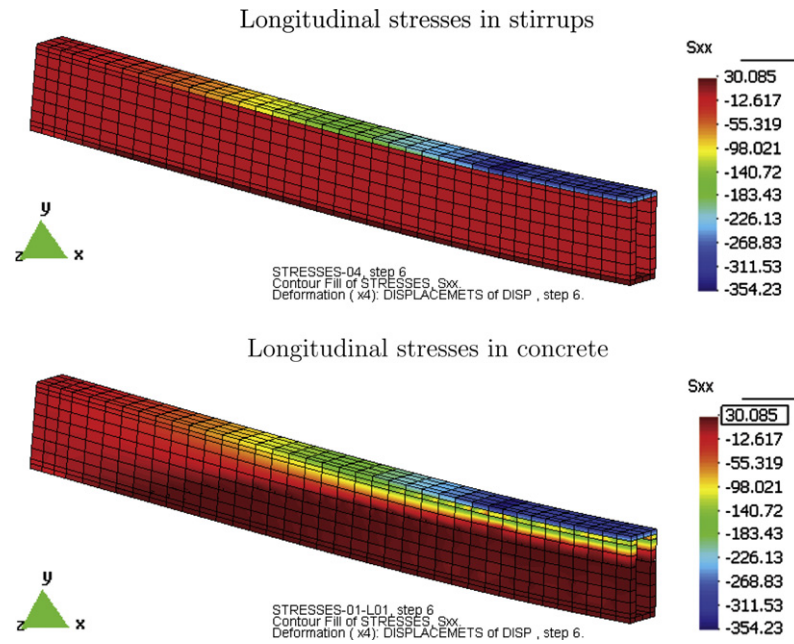 Longitudinal stresses in stirrups
Sxx
30.085
-12.617
-55.319
-98.021
-140.72
-183.43
-226.13
-268.83
-311.53
-354.23
y
z x
STRESSES-04, step 6
Contour Fill of STRESSES, Sxx.
Deformation ( x4): DISPLACEMETS of DISP , step 6.
Longitudinal stresses in concrete
Sxx
30.085
-12.617
-55.319
-98.021
-140.72
-183.43
-226.13
-268.83
-311.53
-354.23
y
z x
STRESSES-01-L01, step 6
Contour Fill of STRESSES, Sxx.
Deformation ( x4): DISPLACEMETS of DISP , step 6.